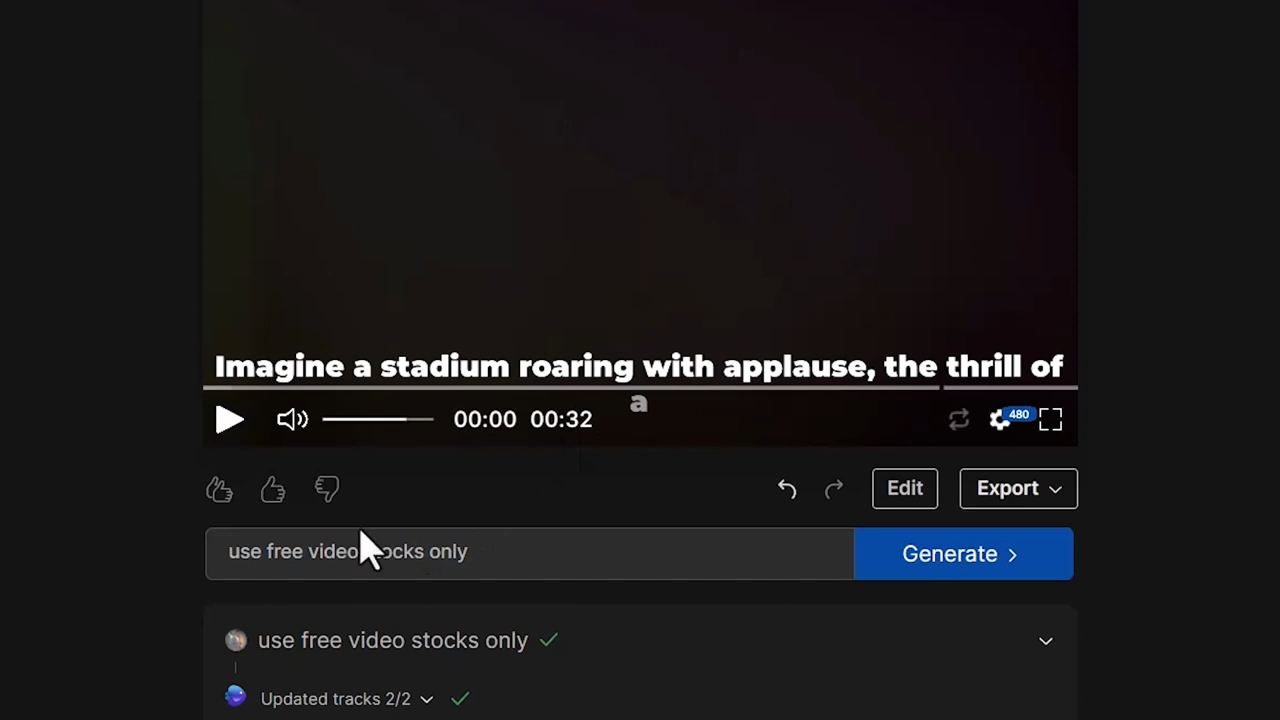 Imagine a stadium roaring with applause, the thrill of
a
00:00 00:32
480
Edit
Export
use free video stocks only
Generate
use free video stocks only
Updated tracks 2/2